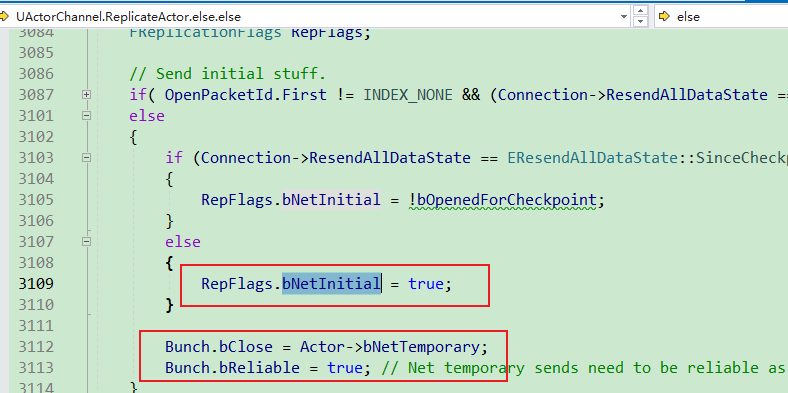 UActorChannel.ReplicateActor.else.else
else
3084 FReplicationFlags RepFlags;
3085
3086 // Send initial stuff.
3087 if( OpenPacketId.First != INDEX_NONE && (Connection->ResendAllDataState ==
3101 else
3102 {
3103 if (Connection->ResendAllDataState == EResendAllDataState::SinceCheckp
3104 {
3105 RepFlags.bNetInitial = !bOpenedForCheckpoint;
3106 }
3107 else
3108 {
3109 RepFlags.bNetInitial = true;
3110 }
3111
3112 Bunch.bClose = Actor->bNetTemporary;
3113 Bunch.bReliable = true; // Net temporary sends need to be reliable as
3114 }